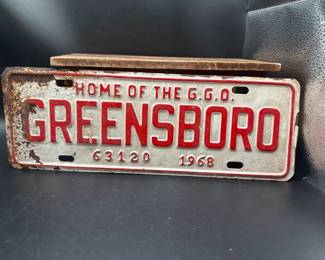 HOME OF THE G.G.O.
GREENSBORO
63120 1968